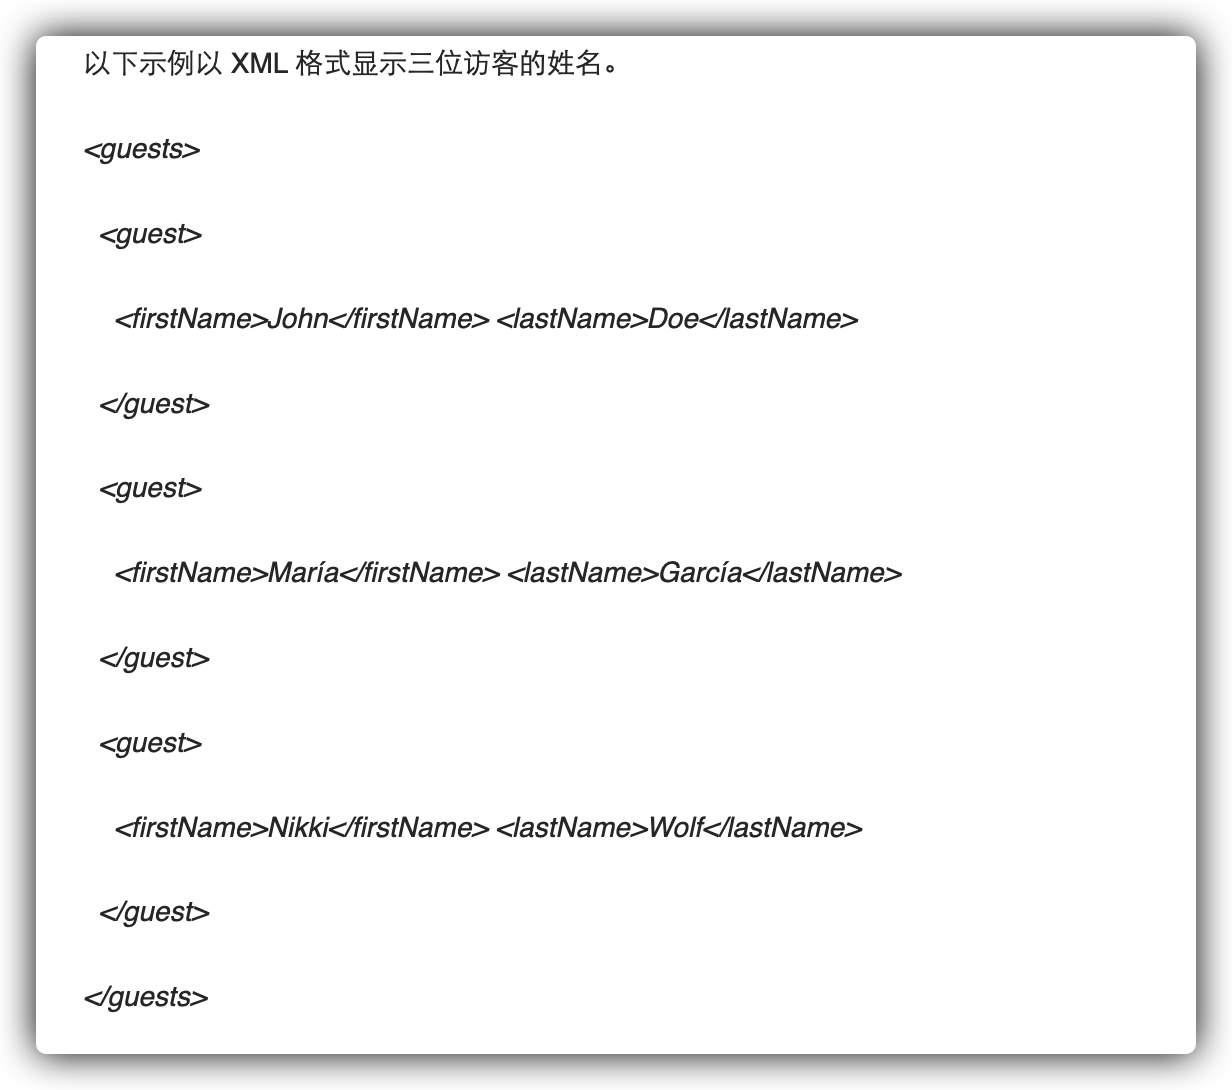 以下示例以 XML 格式显示三位访客的姓名。
<guests>
<guest>
<firstName>John</firstName> <lastName>Doe</lastName>
</guest>
<guest>
<firstName>María</firstName> <lastName>García</lastName>
</guest>
<guest>
<firstName>Nikki</firstName> <lastName>Wolf</lastName>
</guest>
</guests>